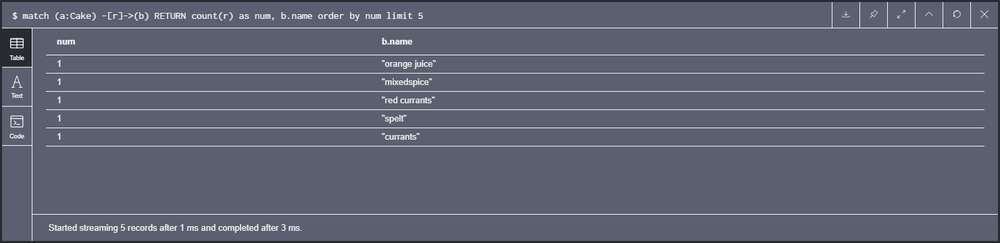 $ match (a:Cake) -[r]->(b) RETURN count(r) as num, b.name order by num limit 5
Table
Text
Code
num b.name
1 "orange juice"
1 "mixedspice"
1 "red currants"
1 "spelt"
1 "currants"
Started streaming 5 records after 1 ms and completed after 3 ms.